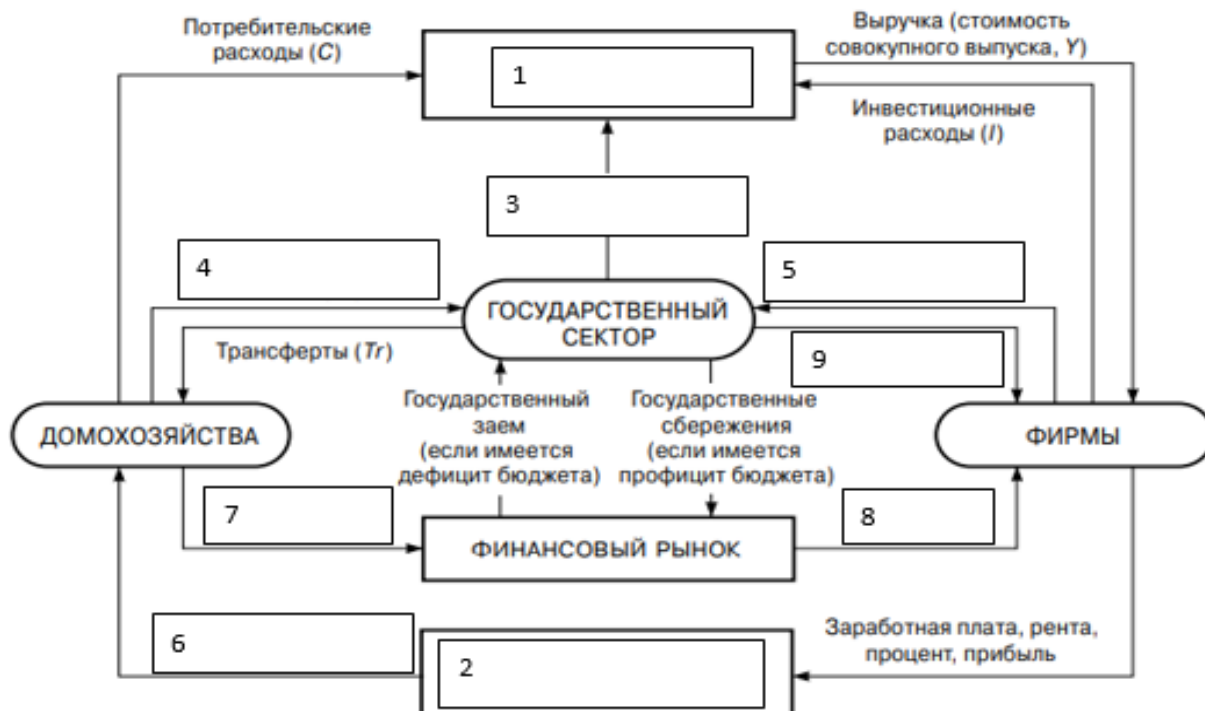 Потребительские
расходы (C)
Выручка (стоимость
совокупного выпуска, Y)
1
Инвестиционные
расходы (I)
3
4
5
ГОСУДАРСТВЕННЫЙ
СЕКТОР
Трансферты (Tr)
9
Государственный
заем
(если имеется
дефицит бюджета)
Государственные
сбережения
(если имеется
профицит бюджета)
ДОМОХОЗЯЙСТВА
ФИРМЫ
7
ФИНАНСОВЫЙ РЫНОК
8
6
2
Заработная плата, рента,
процент, прибыль